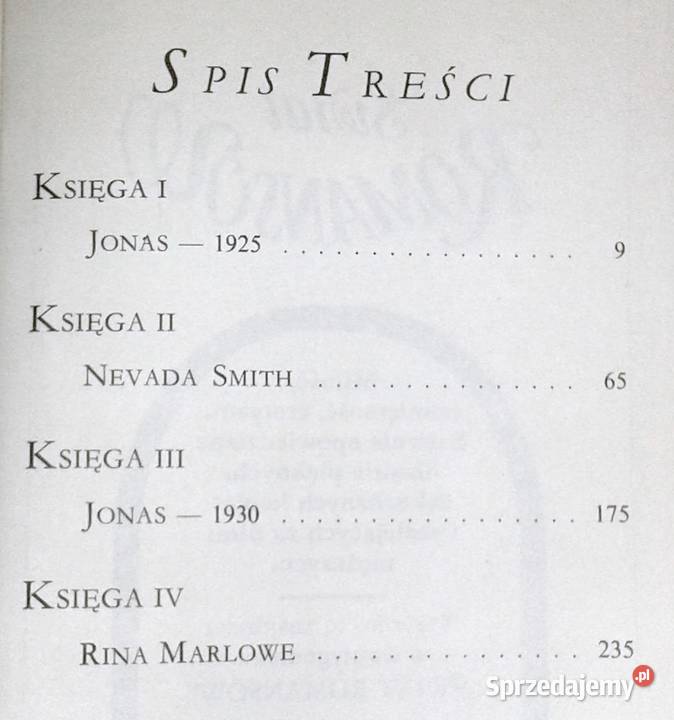 Spis Treści
Księga I
Jonas — 1925 . . . . . . . . . . . . . . . . . 9
Księga II
Nevada Smith . . . . . . . . . . . . . 65
Księga III
Jonas — 1930 . . . . . . . . . . . . . . . . . 175
Księga IV
Rina Marlowe . . . . . . . . . . . . . 235
Sprzedajemy.pl